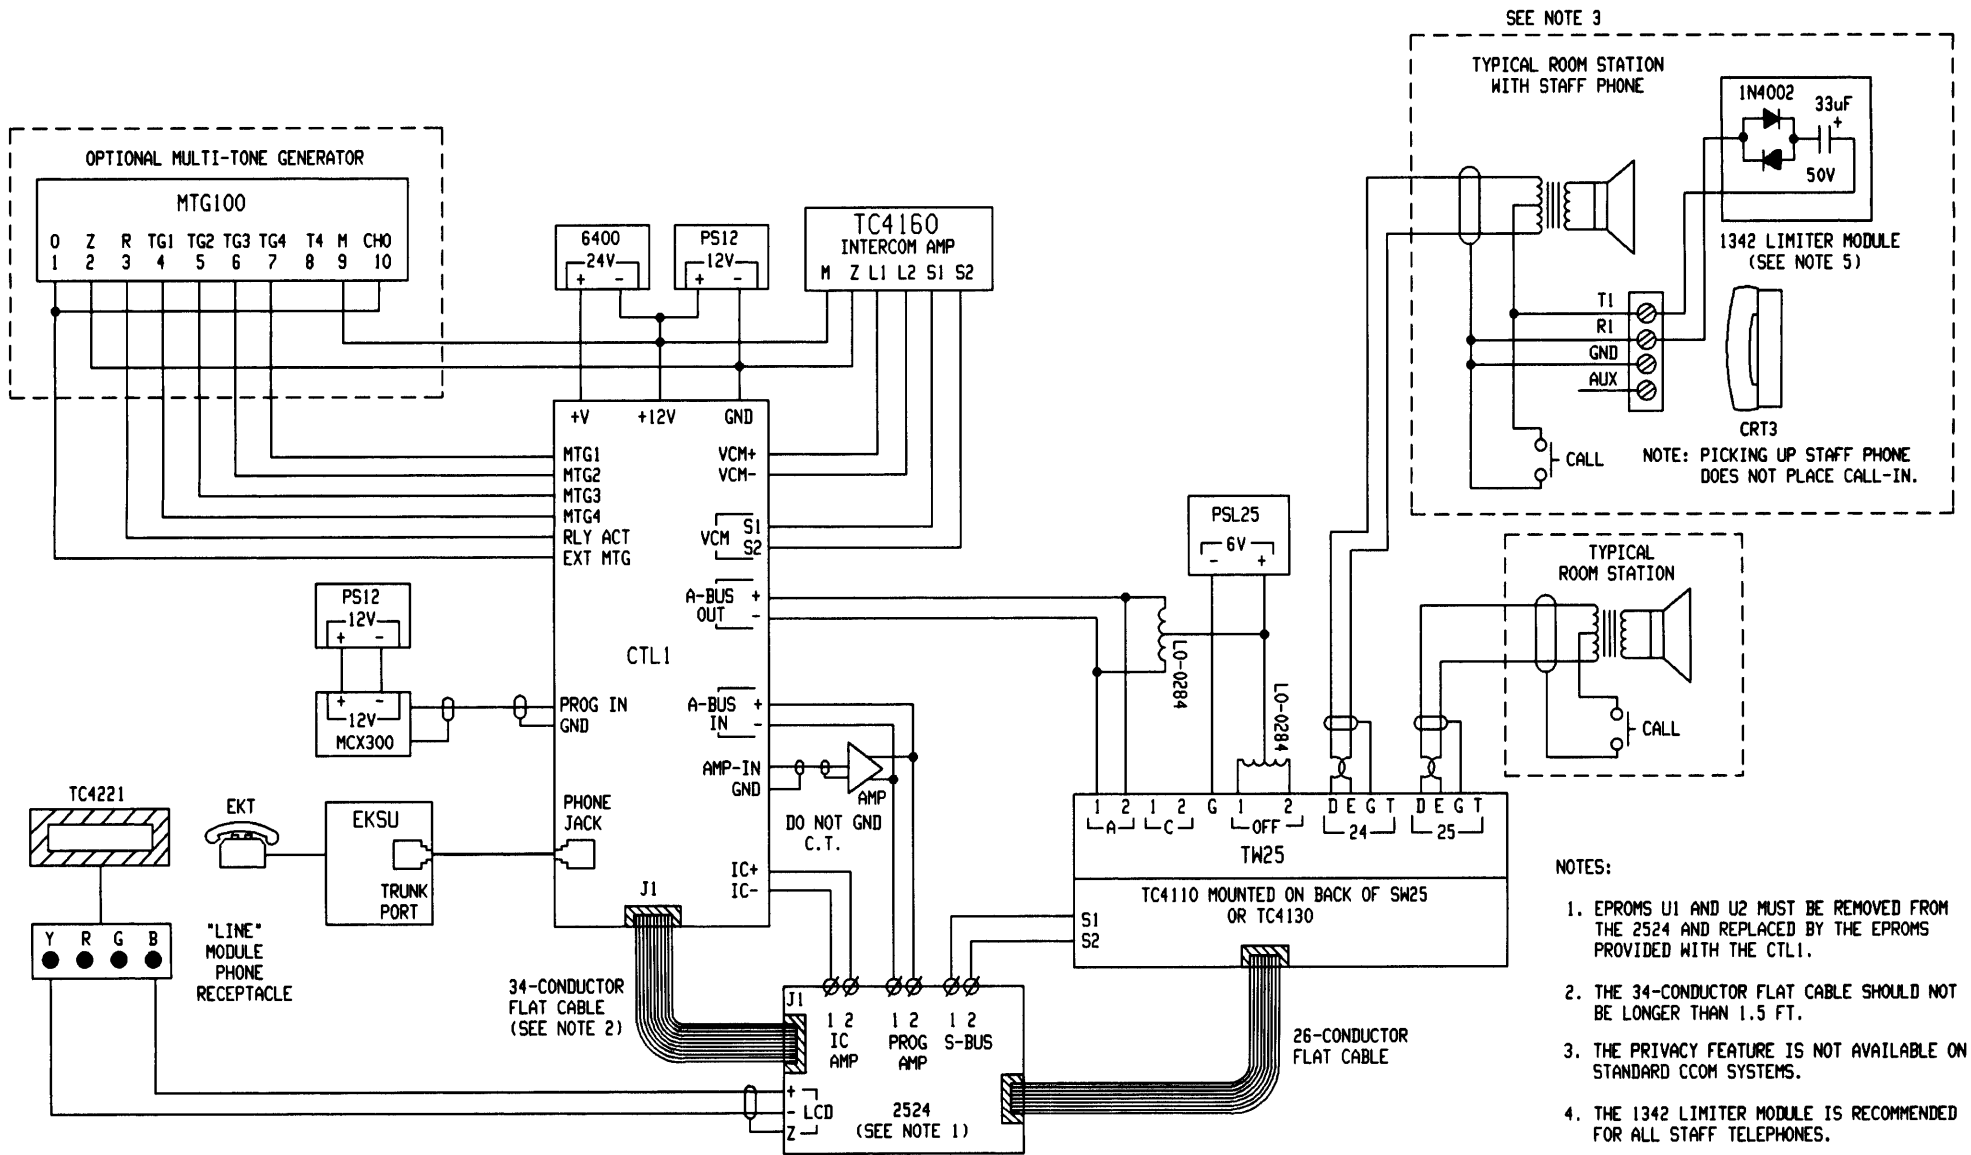 SEE NOTE 3
TYPICAL ROOM STATION
WITH STAFF PHONE
1N4002
33uF
+
50V
1342 LIMITER MODULE
(SEE NOTE 5)
T1
R1
GND
AUX
CRT3
CALL
NOTE: PICKING UP STAFF PHONE
DOES NOT PLACE CALL-IN.
OPTIONAL MULTI-TONE GENERATOR
MTG100
O Z R TG1 TG2 TG3 TG4 T4 M CHO
1 2 3 4 5 6 7 8 9 10
6400
24V
+ -
PS12
12V
+ -
TC4160
INTERCOM AMP
M Z L1 L2 S1 S2
+V +12V GND
MTG1
MTG2
MTG3
MTG4
RLY ACT
EXT MTG
VCM+
VCM-
VCM S1
S2
A-BUS +
OUT -
CTL1
A-BUS +
IN -
PROG IN
GND
AMP-IN
GND
AMP
DO NOT GND
C.T.
PHONE
JACK
IC+
IC-
J1
PS12
12V
+ -
+ -
12V
MCX300
TC4221
EKT
EKSU
TRUNK
PORT
Y R G B
"LINE"
MODULE
PHONE
RECEPTACLE
34-CONDUCTOR
FLAT CABLE
(SEE NOTE 2)
J1
1 2 1 2 1 2
IC PROG S-BUS
AMP AMP
+
- LCD
Z
2524
(SEE NOTE 1)
26-CONDUCTOR
FLAT CABLE
PSL25
6V
- +
LO-0284
LO-0284
TYPICAL
ROOM STATION
CALL
1 2 1 2 G 1 2 D E G T D E G T
A C OFF 24 25
TW25
TC4110 MOUNTED ON BACK OF SW25
OR TC4130
S1
S2
NOTES:
1. EPROMS U1 AND U2 MUST BE REMOVED FROM
THE 2524 AND REPLACED BY THE EPROMS
PROVIDED WITH THE CTL1.
2. THE 34-CONDUCTOR FLAT CABLE SHOULD NOT
BE LONGER THAN 1.5 FT.
3. THE PRIVACY FEATURE IS NOT AVAILABLE ON
STANDARD CCOM SYSTEMS.
4. THE 1342 LIMITER MODULE IS RECOMMENDED
FOR ALL STAFF TELEPHONES.